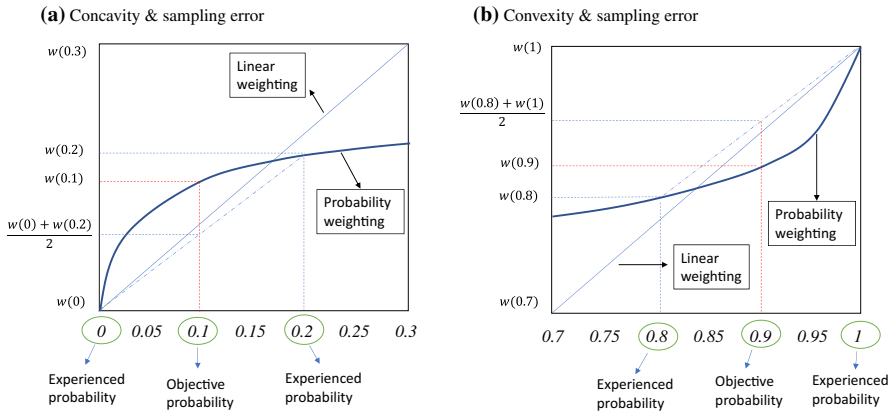 (a) Concavity & sampling error
w(0.3)
Linear
weighting
w(0.2)
w(0.1)
Probability
weighting
w(0) + w(0.2)
2
w(0)
0 0.05 0.1 0.15 0.2 0.25 0.3
Experienced
probability
Objective
probability
Experienced
probability
(b) Convexity & sampling error
w(1)
w(0.8) + w(1)
2
w(0.9)
w(0.8)
Probability
weighting
Linear
weighting
w(0.7)
0.7 0.75 0.8 0.85 0.9 0.95 1
Experienced
probability
Objective
probability
Experienced
probability